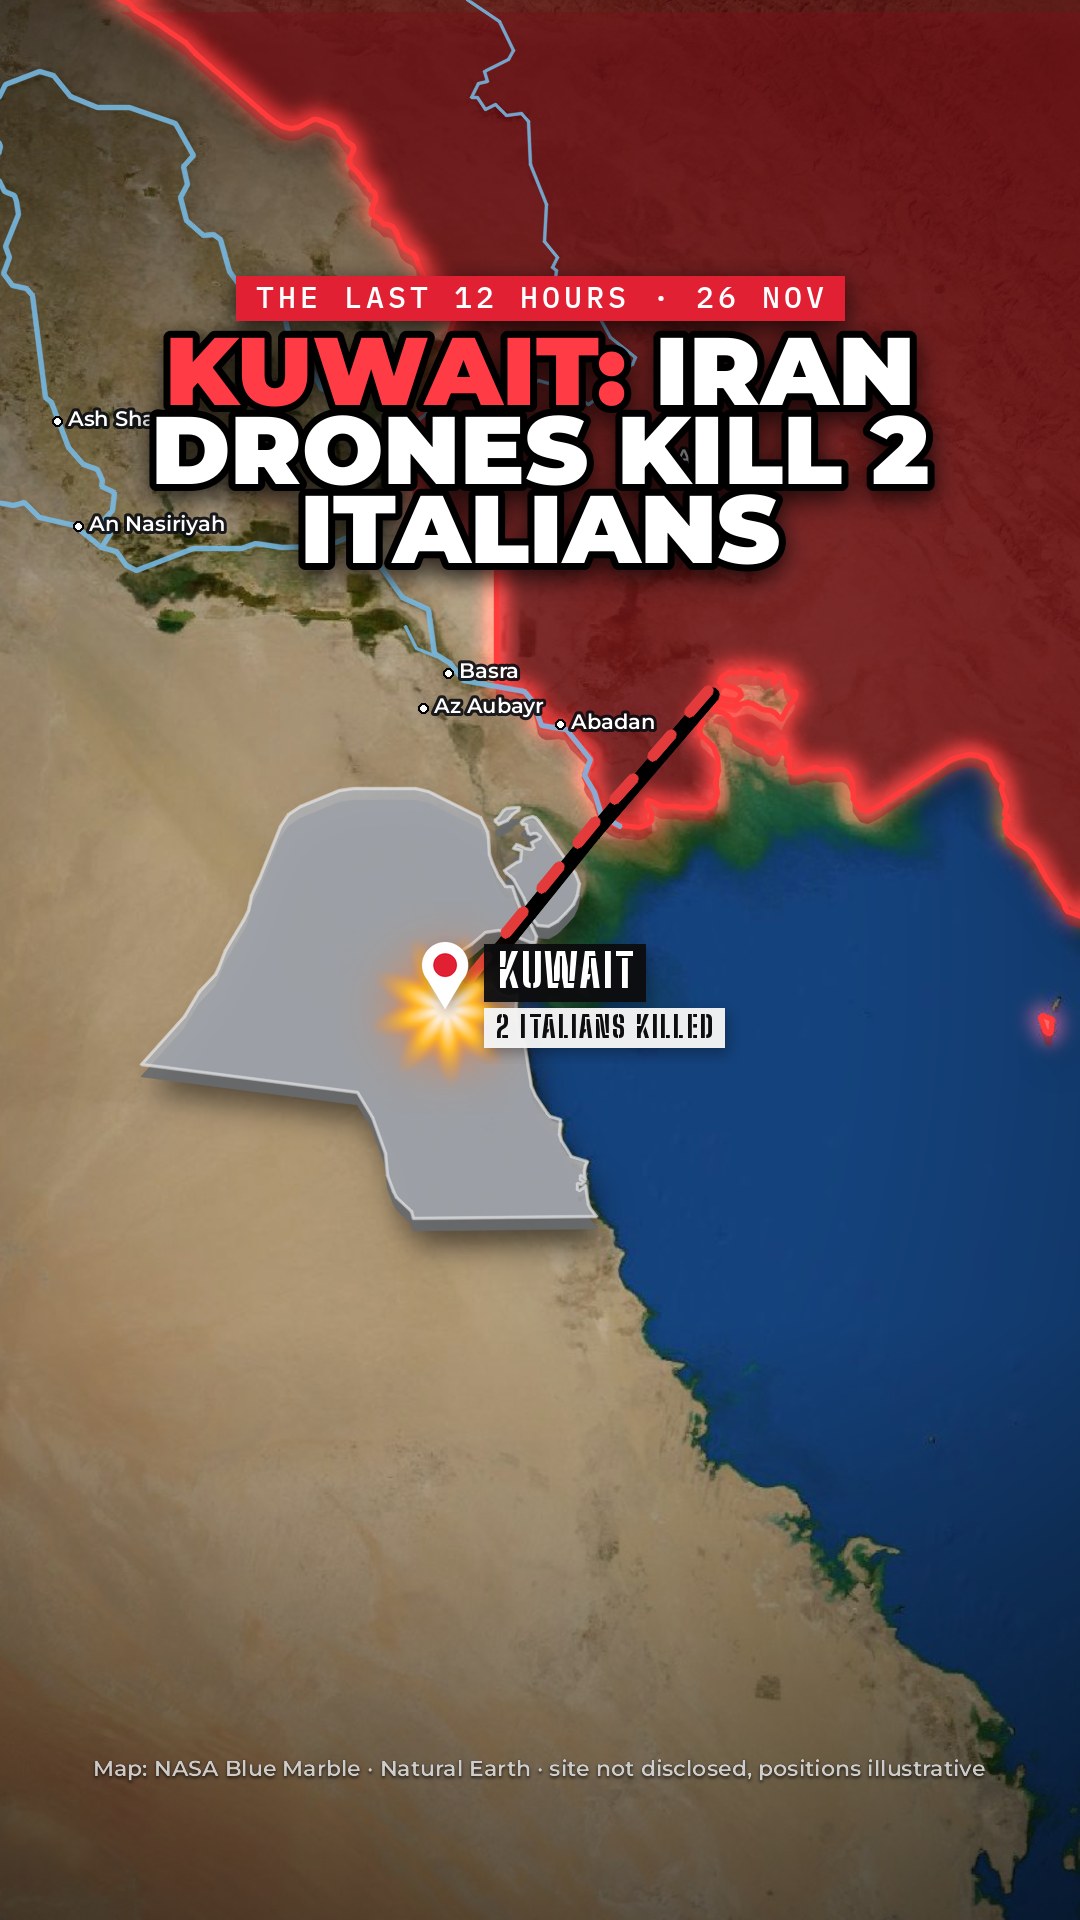 THE LAST 12 HOURS · 26 NOV
KUWAIT: IRAN
DRONES KILL 2
ITALIANS
Ash Sha
An Nasiriyah
Basra
Az Aubayr
Abadan
KUWAIT
2 ITALIANS KILLED
Map: NASA Blue Marble · Natural Earth · site not disclosed, positions illustrative